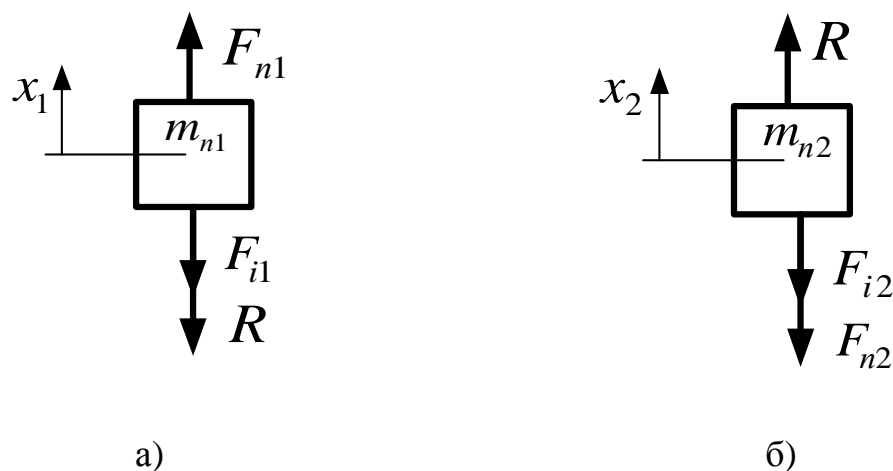 F_{n1}
x_1
m_{n1}
F_{i1}
R
а)
R
x_2
m_{n2}
F_{i2}
F_{n2}
б)